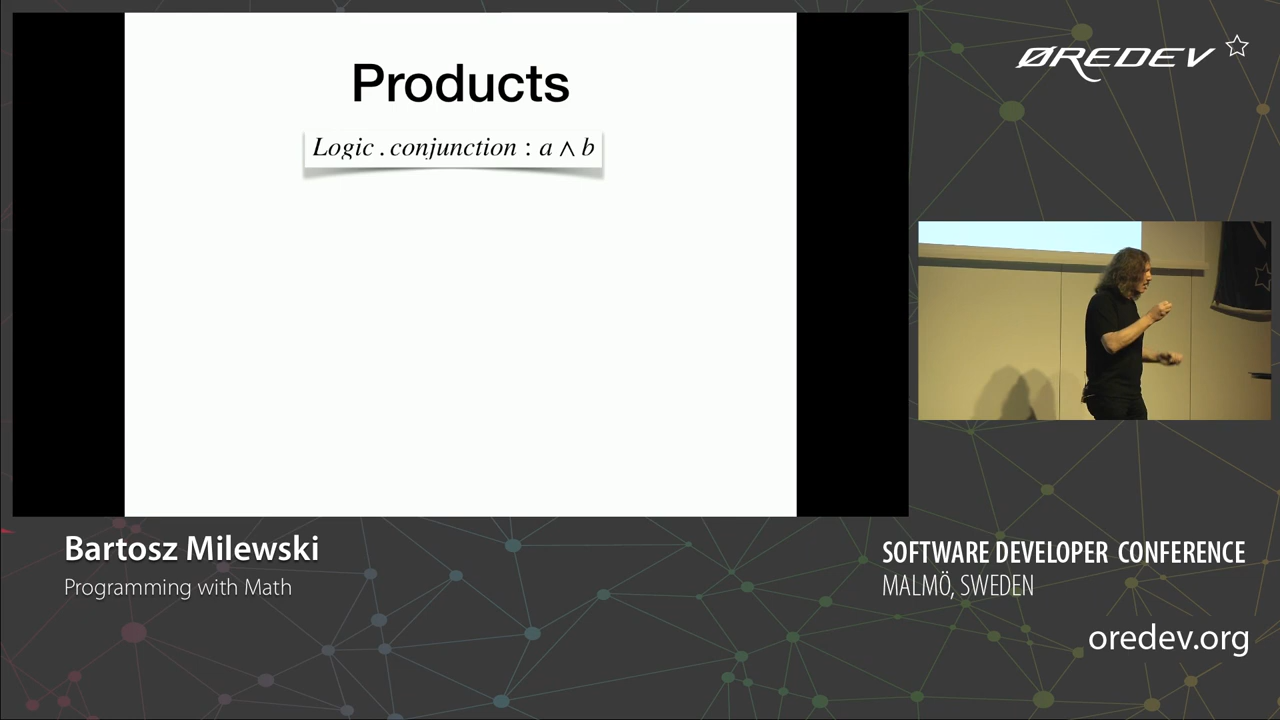 Products
Logic . conjunction : a ∧ b
ØREDEV
Bartosz Milewski
Programming with Math
SOFTWARE DEVELOPER CONFERENCE
MALMÖ, SWEDEN
oredev.org